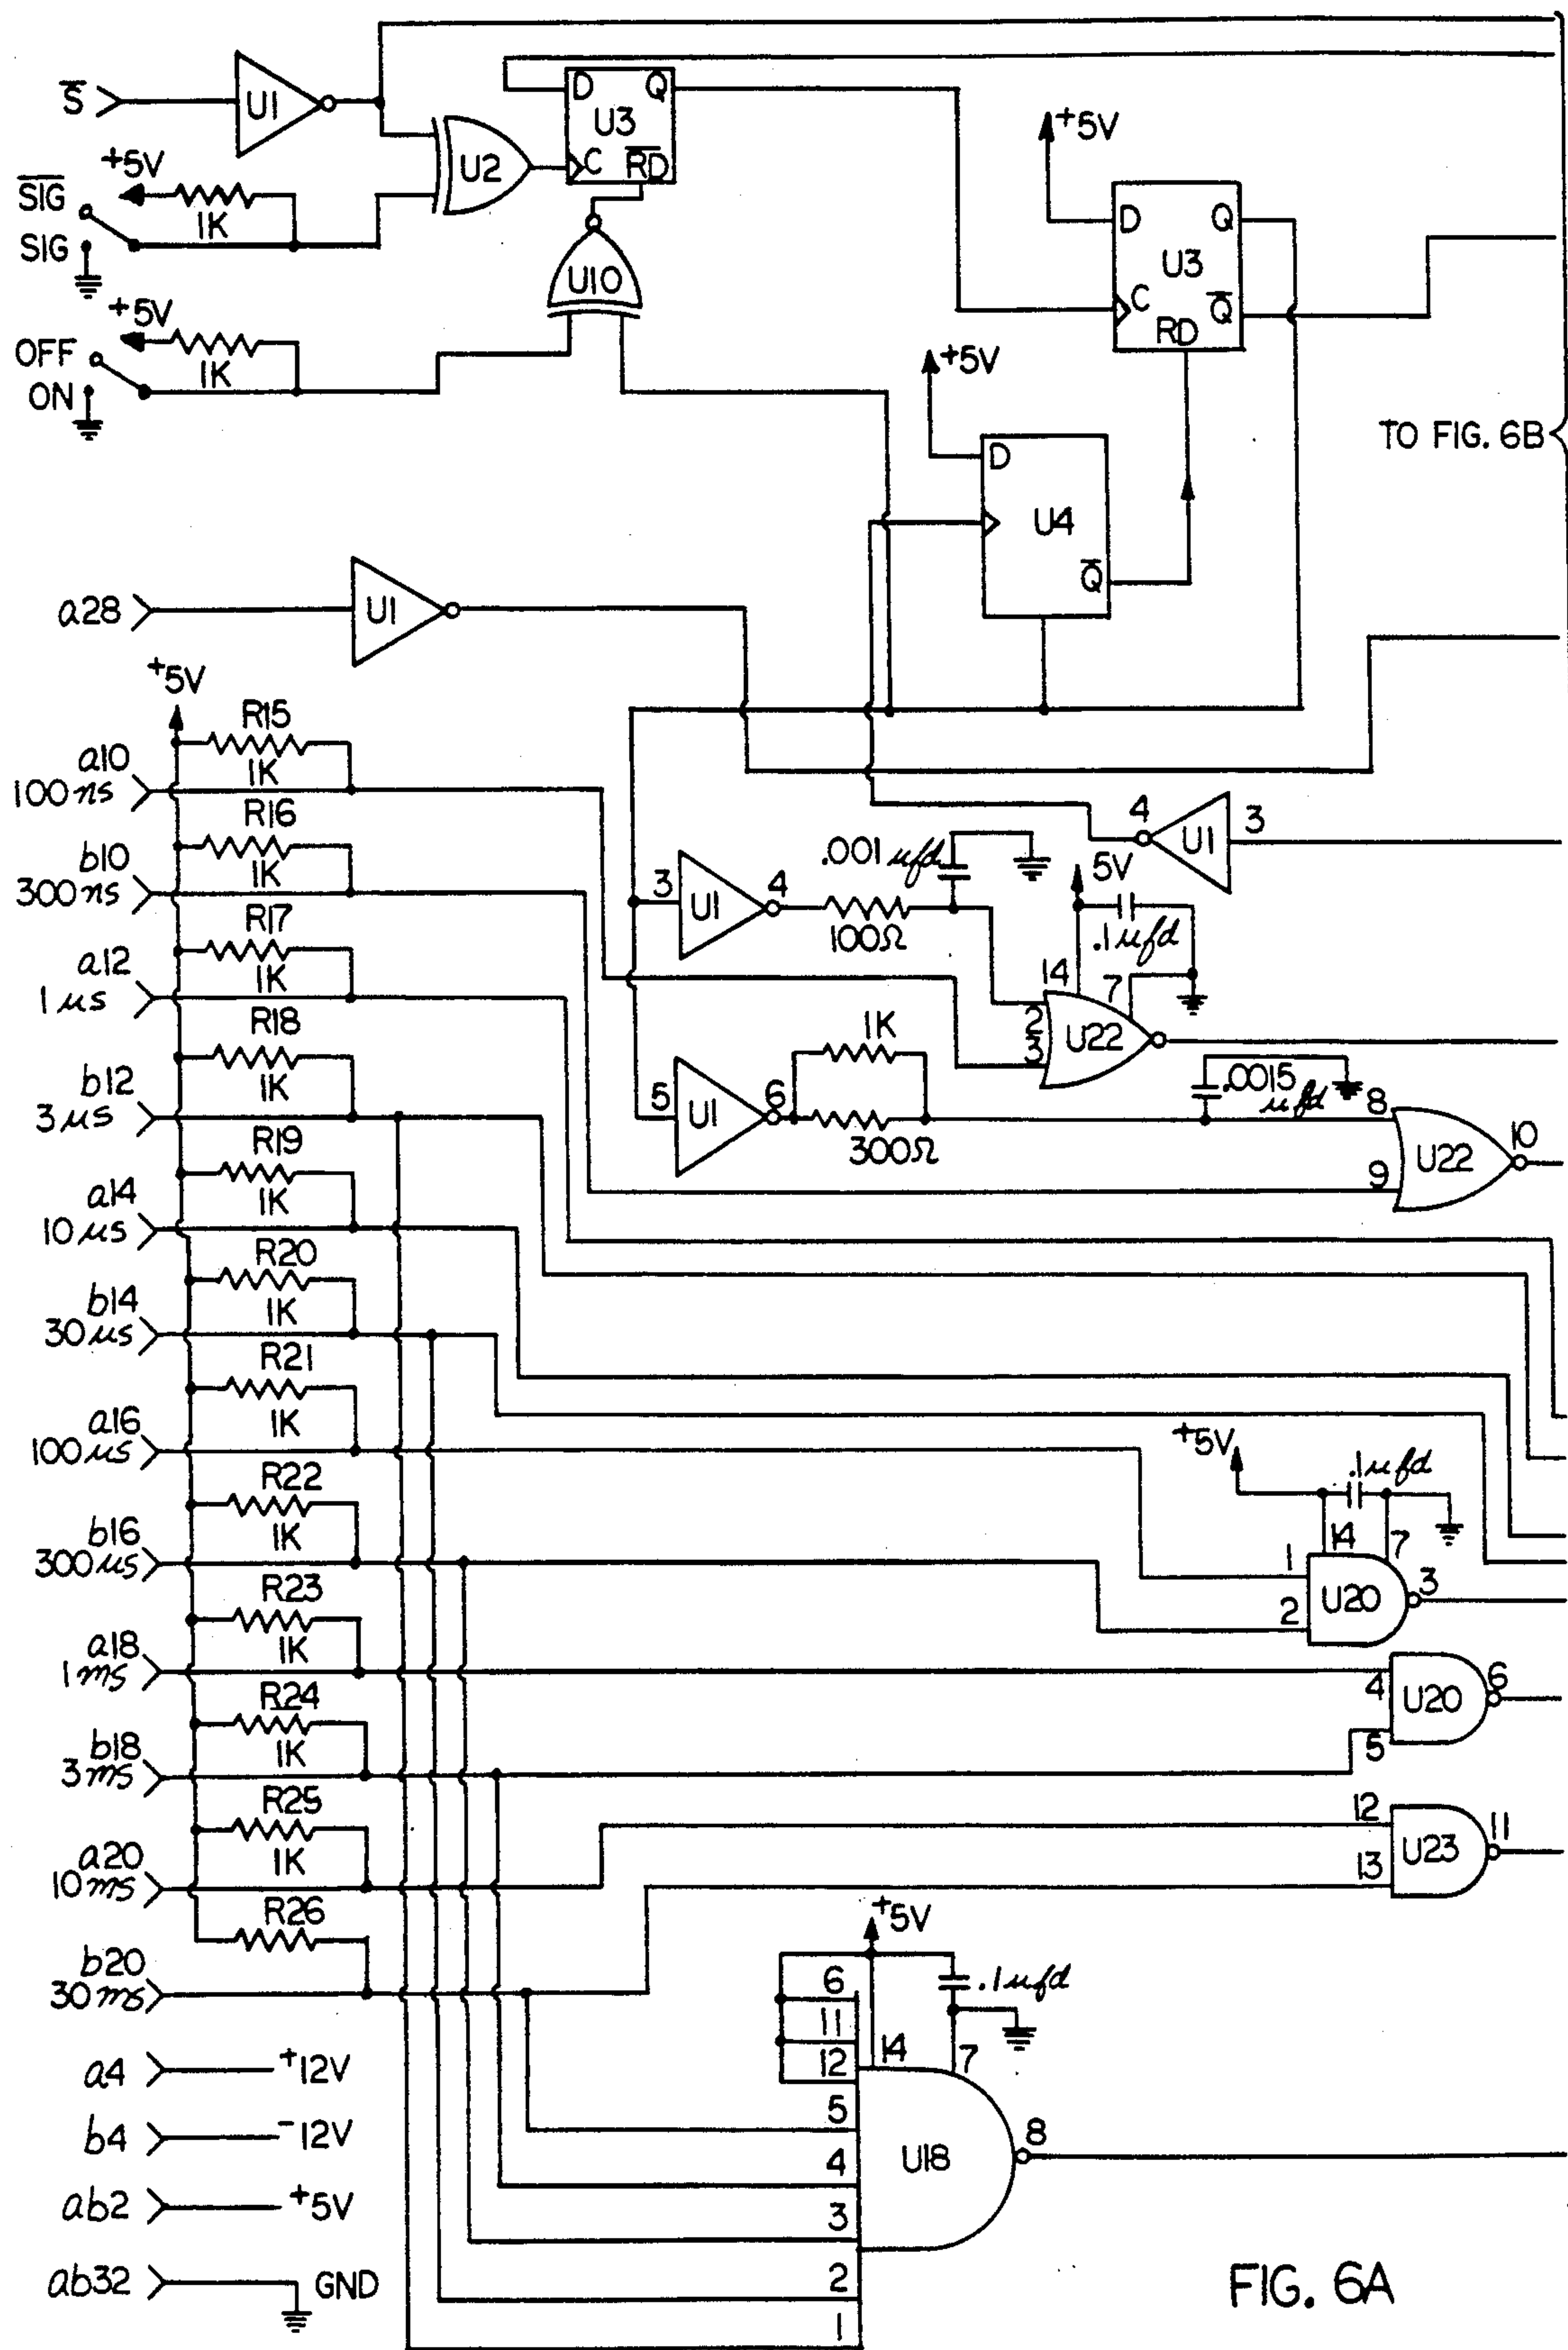 S̅
U1
U2
D Q
U3
C R̅D̅
+5V
S̅I̅G̅
1K
SIG
U10
+5V
OFF
1K
ON
+5V
D Q
U3
C Q̅
RD
+5V
D
U4
Q̅
TO FIG. 6B
a28
U1
+5V
R15
a10
1K
100 ns
R16
b10
1K
300 ns
R17
a12
1K
1 μs
R18
b12
1K
3 μs
R19
a14
1K
10 μs
R20
b14
1K
30 μs
R21
a16
1K
100 μs
R22
b16
1K
300 μs
R23
a18
1K
1 ms
R24
b18
1K
3 ms
R25
a20
1K
10 ms
R26
b20
30 ms
4 U1 3
.001 μfd
5V
3 U1 4
100Ω
.1 μfd
14 7
2
3
U22
1K
5 U1 6
300Ω
.0015
μfd
8
9
U22
10
+5V
.1 μfd
14 7
1
2
U20
3
4
5
U20
6
12
13
U23
11
+5V
.1 μfd
6
11
12
14 7
5
4
3
2
1
U18
8
a4 +12V
b4 -12V
ab2 +5V
ab32 GND
FIG. 6A